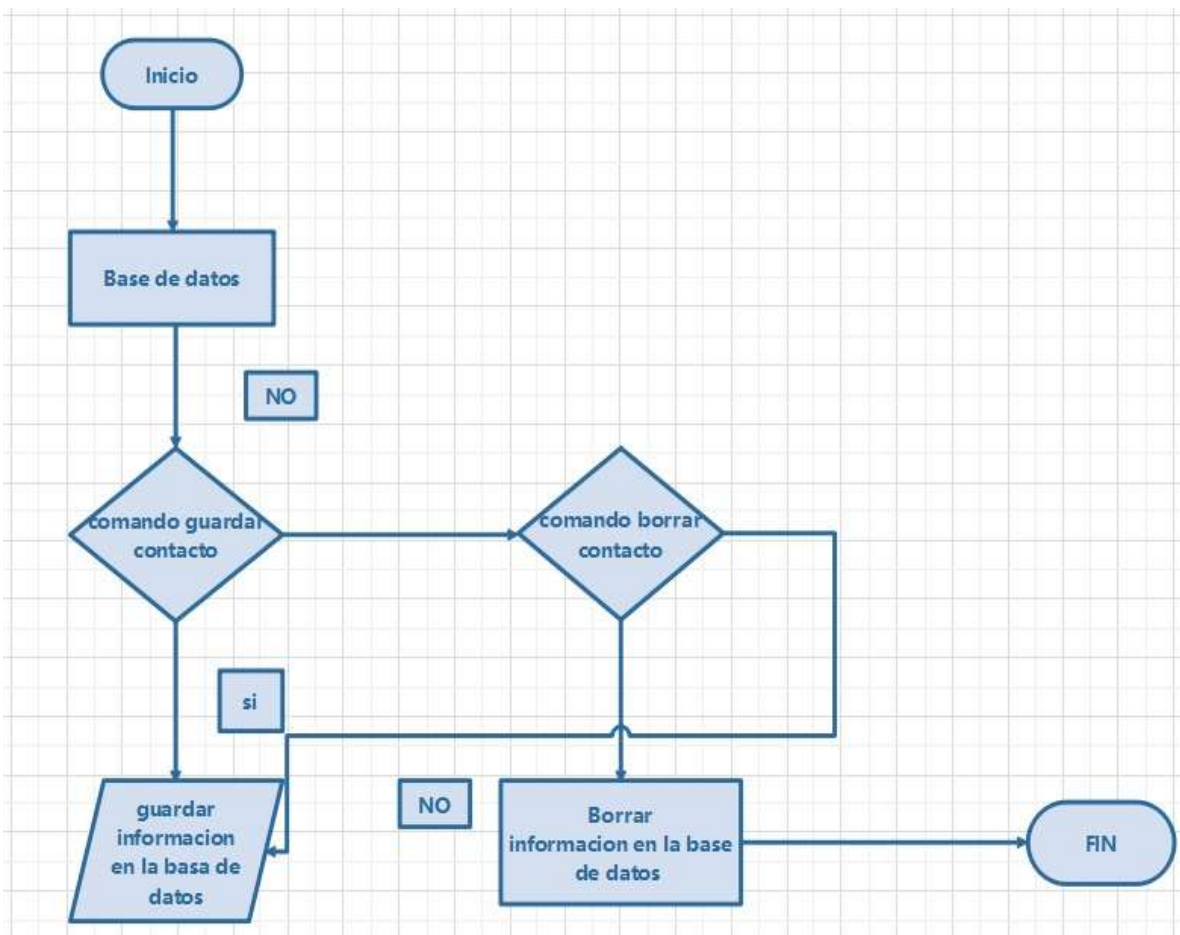 Inicio
Base de datos
NO
comando guardar
contacto
comando borrar
contacto
si
guardar
informacion
en la basa de
datos
NO
Borrar
informacion en la base
de datos
FIN